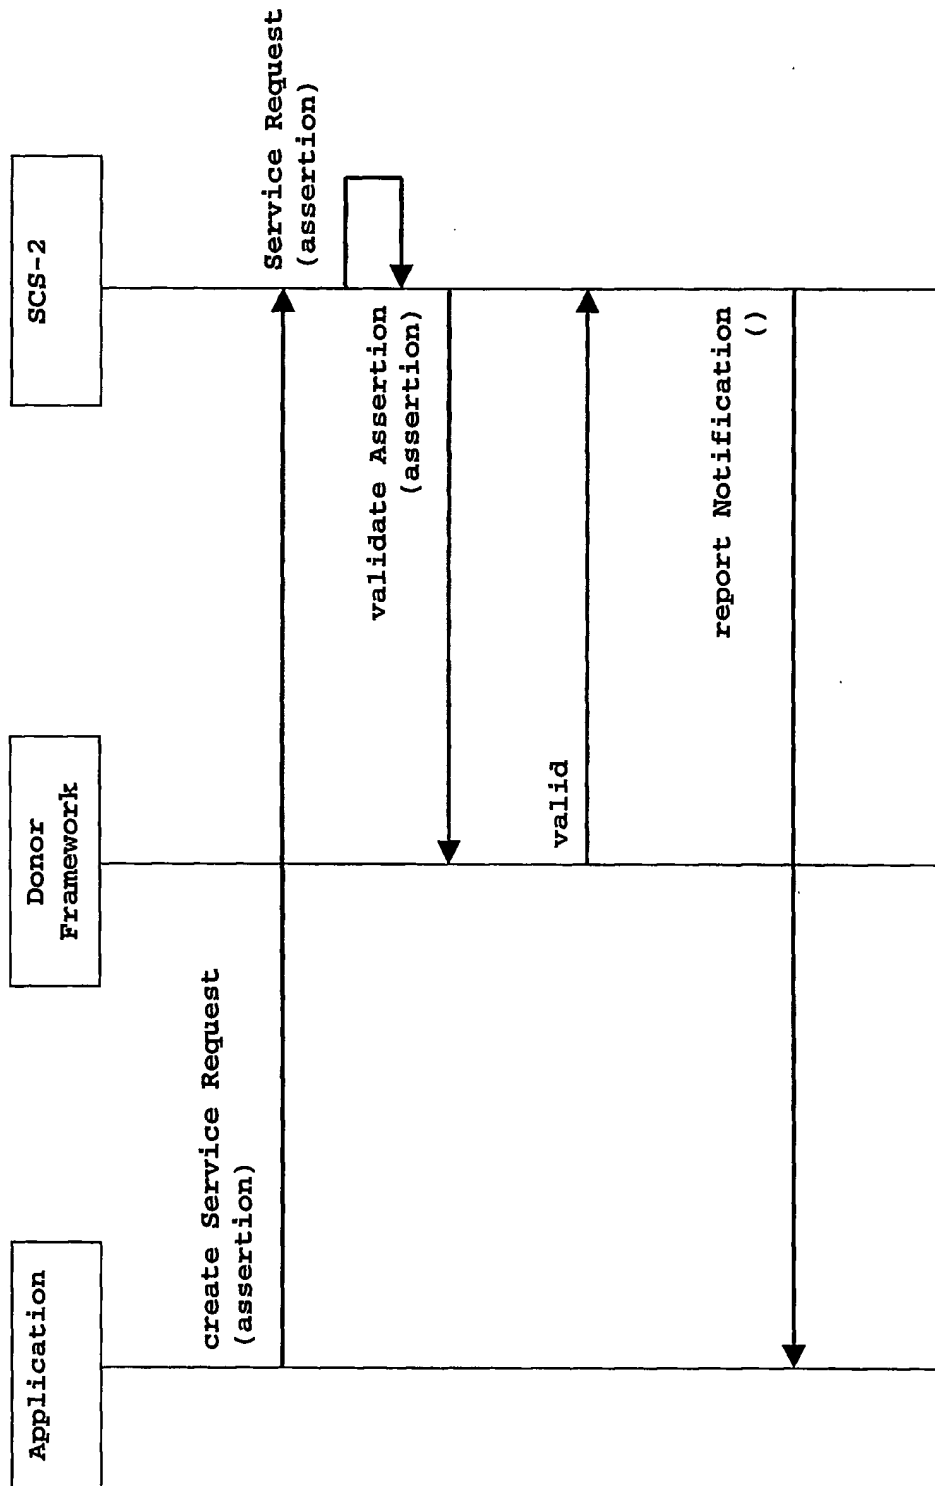 Application
Donor
Framework
SCS-2
create Service Request
(assertion)
Service Request
(assertion)
validate Assertion
(assertion)
valid
report Notification
()